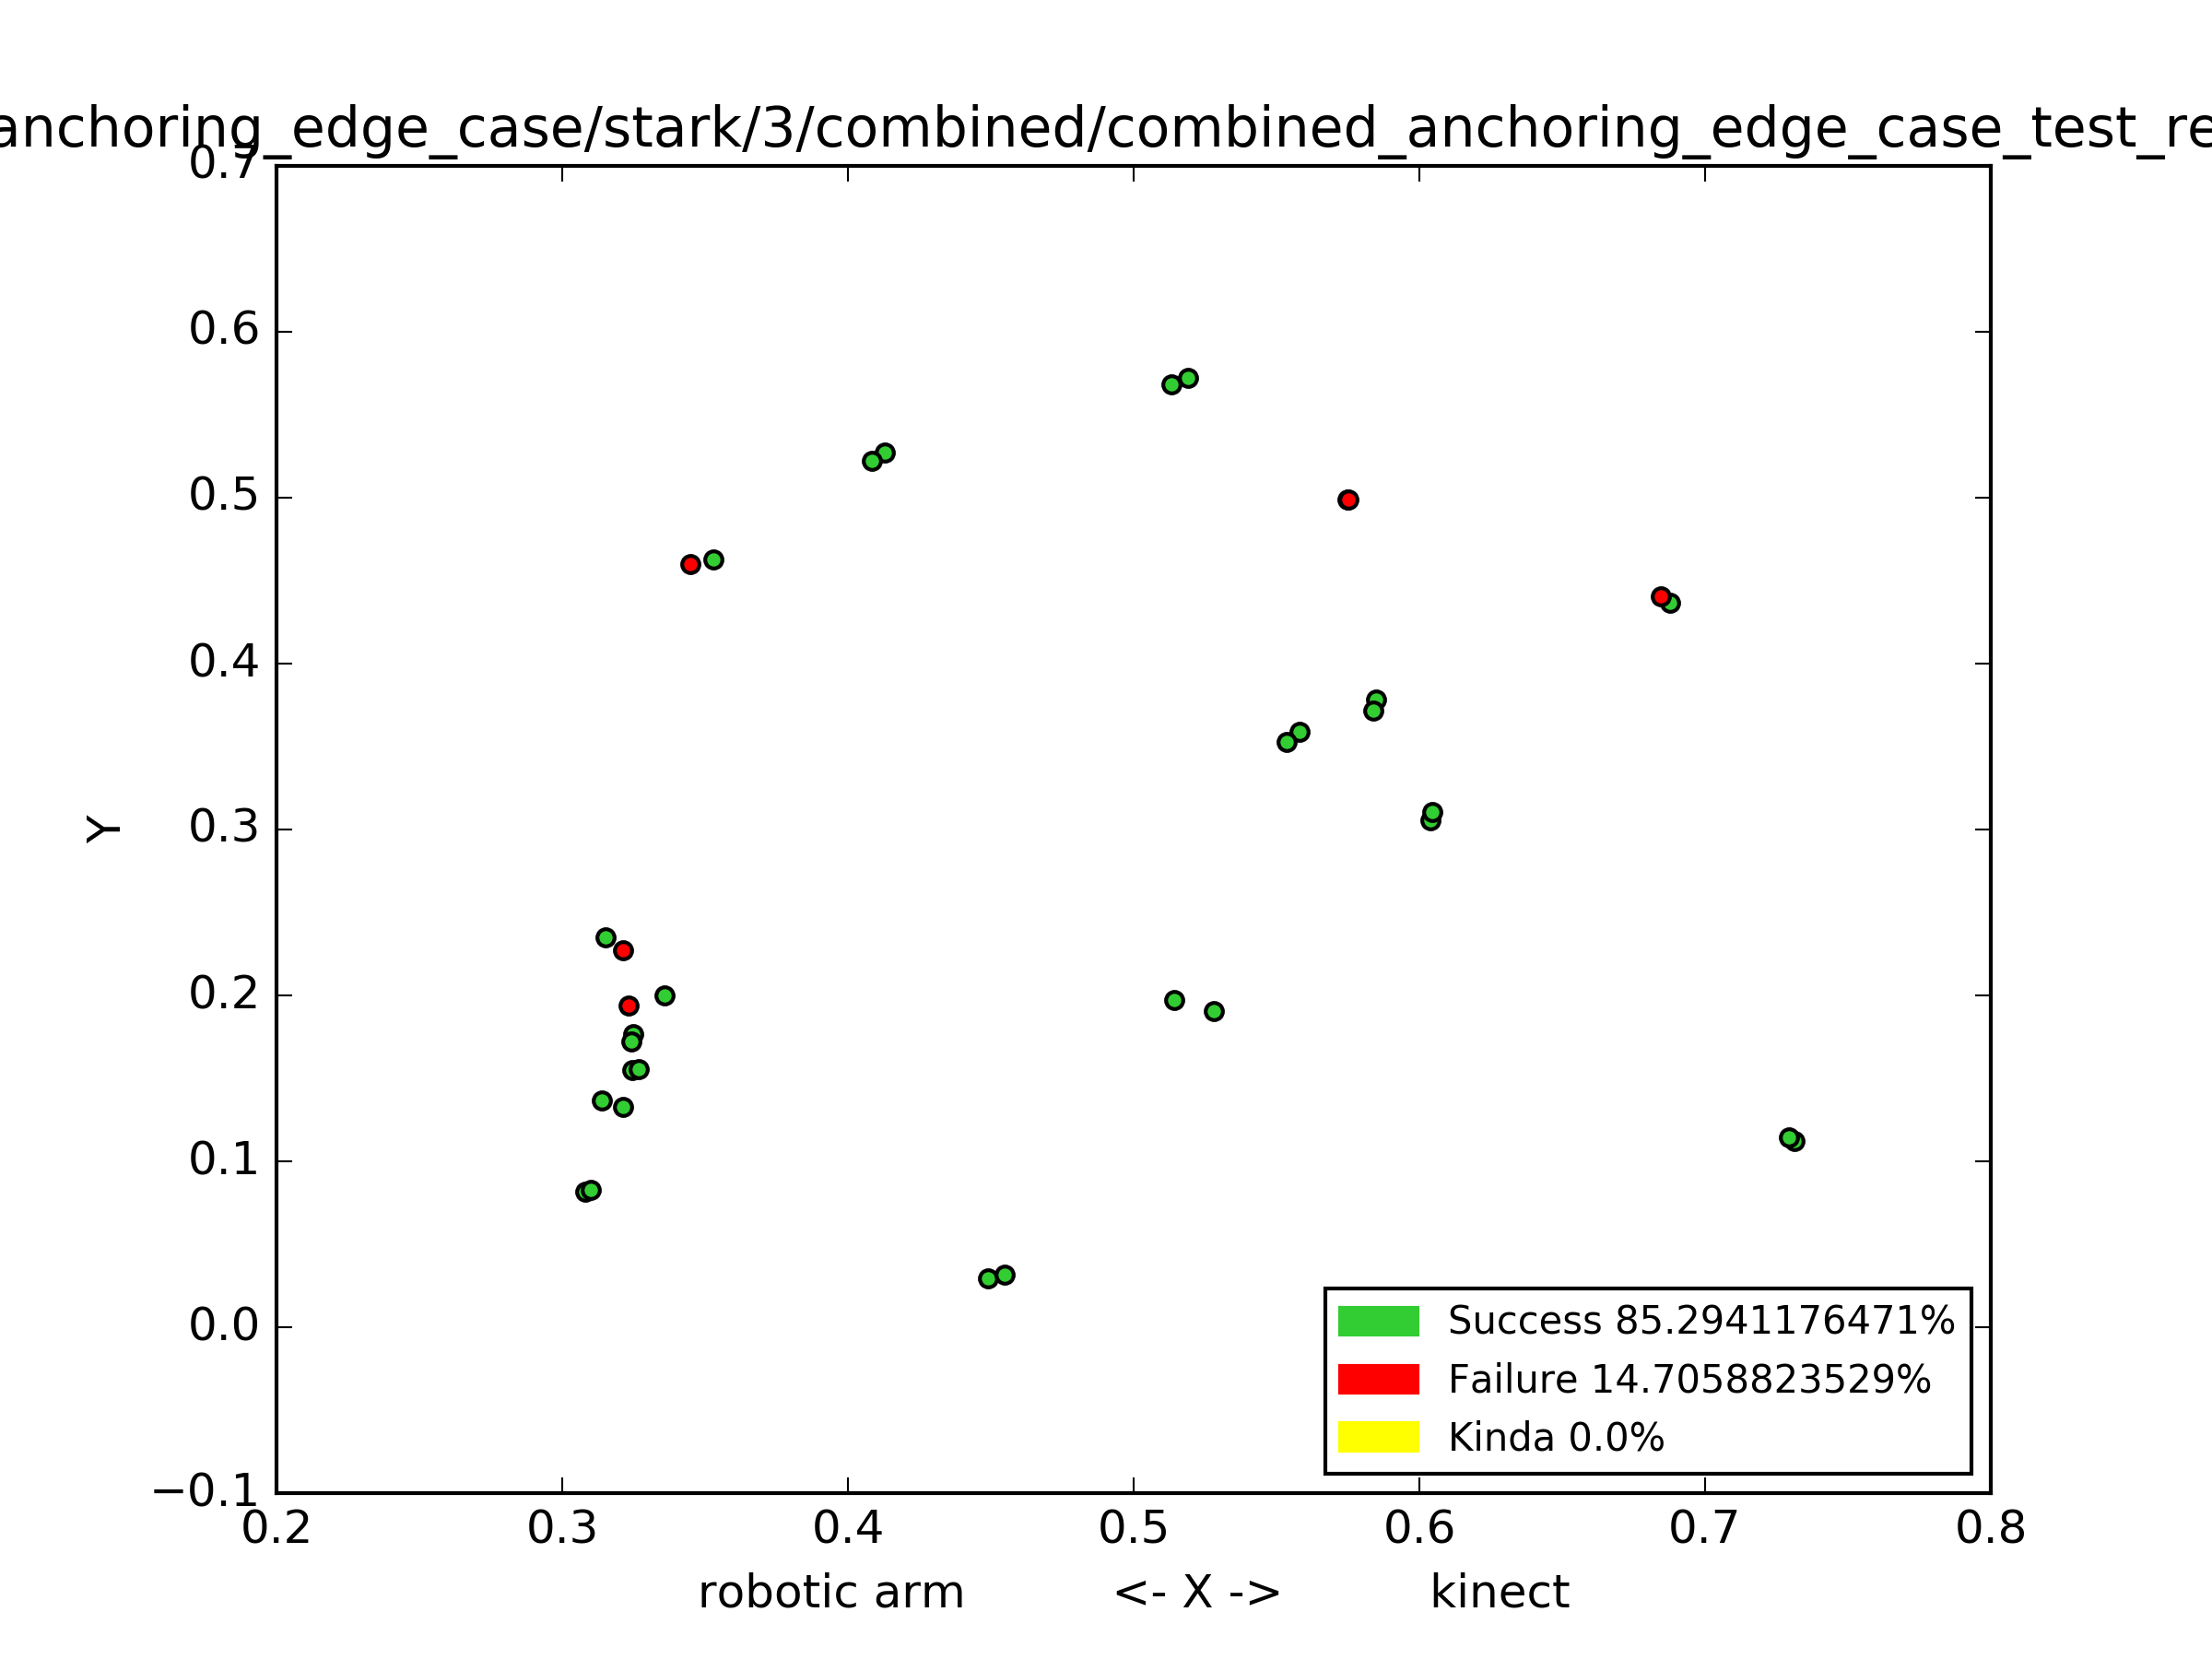 anchoring_edge_case/stark/3/combined/combined_anchoring_edge_case_test_re
0.7
0.6
0.5
0.4
0.3
0.2
0.1
0.0
−0.1
Y
Success 85.2941176471%
Failure 14.7058823529%
Kinda 0.0%
0.2 0.3 0.4 0.5 0.6 0.7 0.8
robotic arm <- X -> kinect